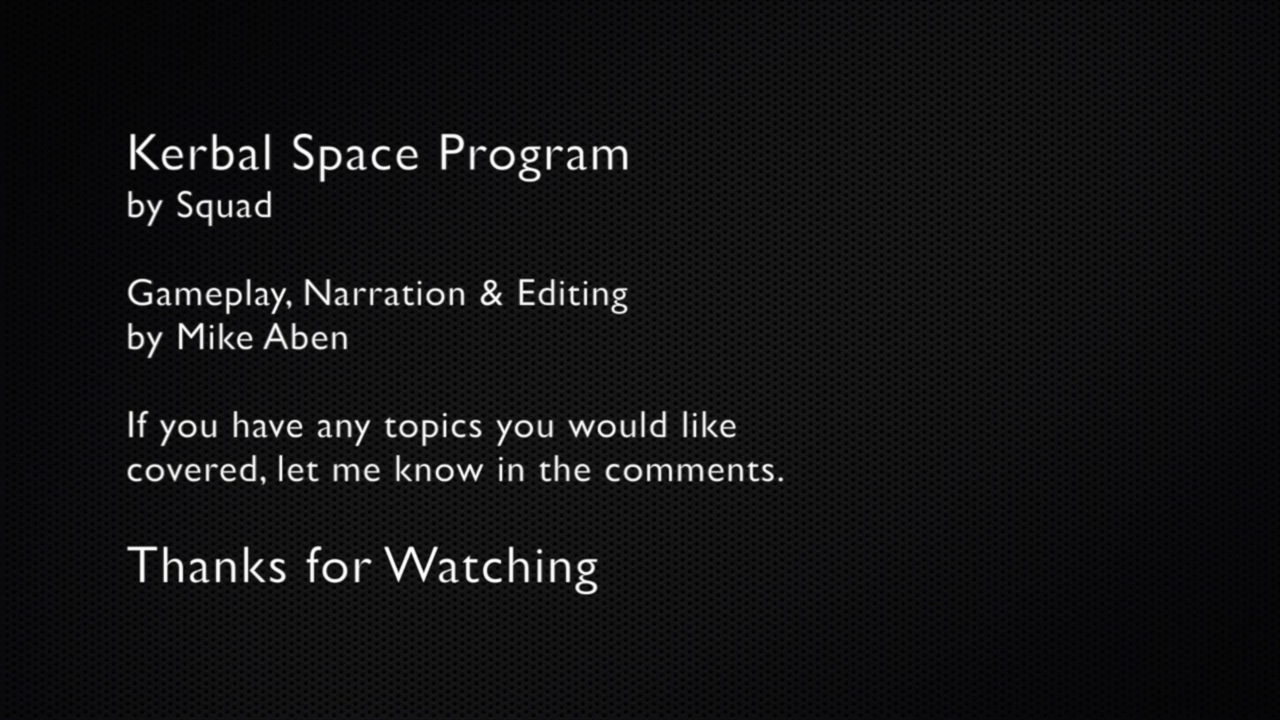 Kerbal Space Program
by Squad
Gameplay, Narration & Editing
by Mike Aben
If you have any topics you would like
covered, let me know in the comments.
Thanks for Watching